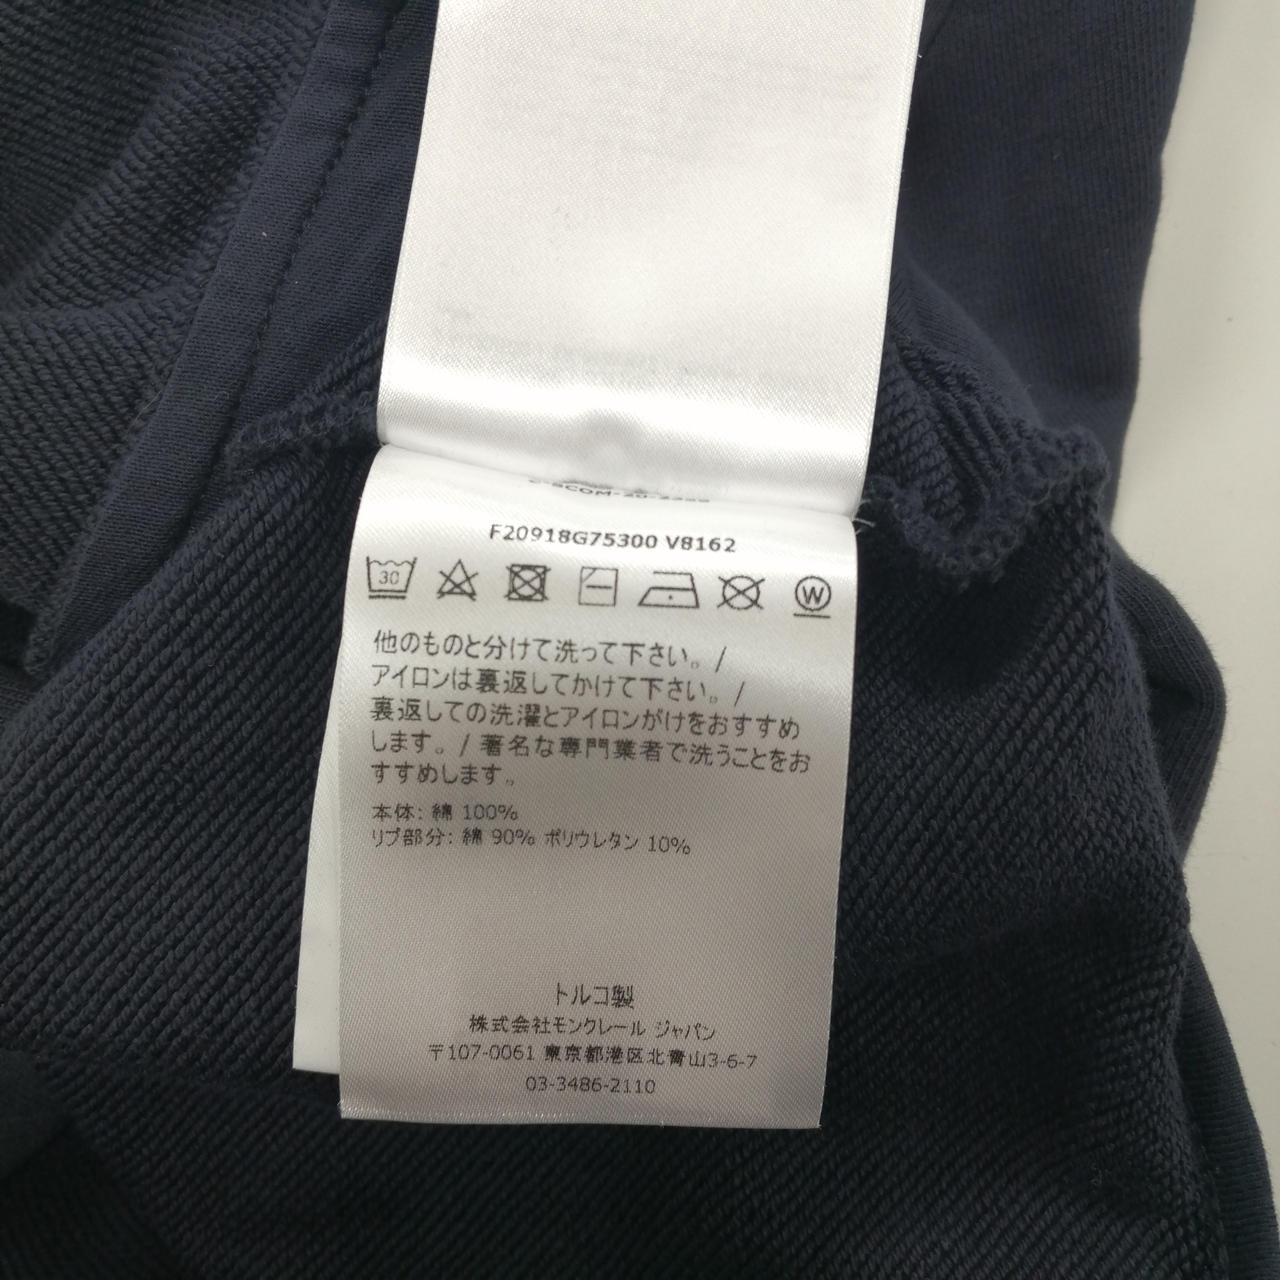 F20918G75300 V8162
30
W
他のものと分けて洗って下さい。/
アイロンは裏返してかけて下さい。/
裏返しての洗濯とアイロンがけをおすすめ
します。/ 著名な専門業者で洗うことをお
すすめします。
本体: 綿 100%
リブ部分: 綿 90% ポリウレタン 10%
トルコ製
株式会社モンクレール ジャパン
〒107-0061 東京都港区北青山3-6-7
03-3486-2110